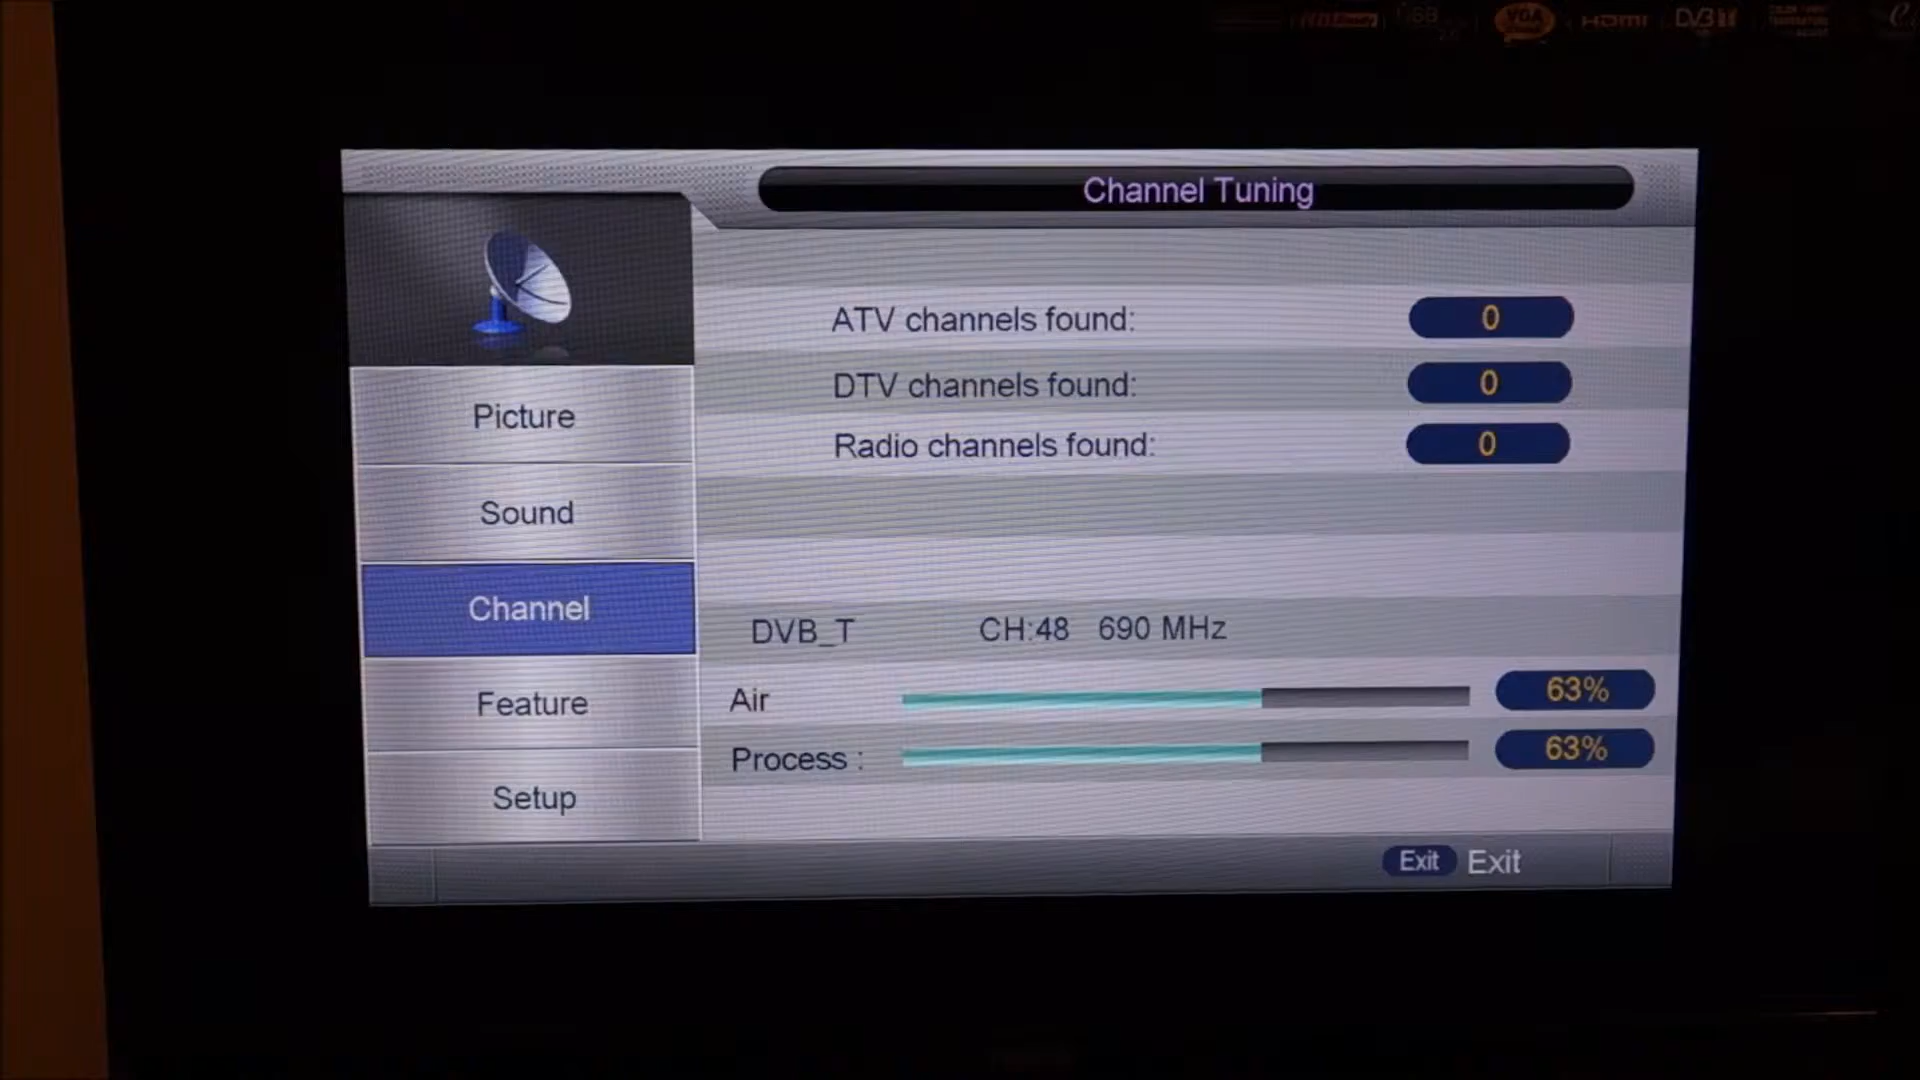 VGA
HDMI
Channel Tuning
ATV channels found: 0
DTV channels found: 0
Radio channels found: 0
Picture
Sound
Channel
Feature
Setup
DVB_T CH:48 690 MHz
Air 63%
Process : 63%
Exit Exit